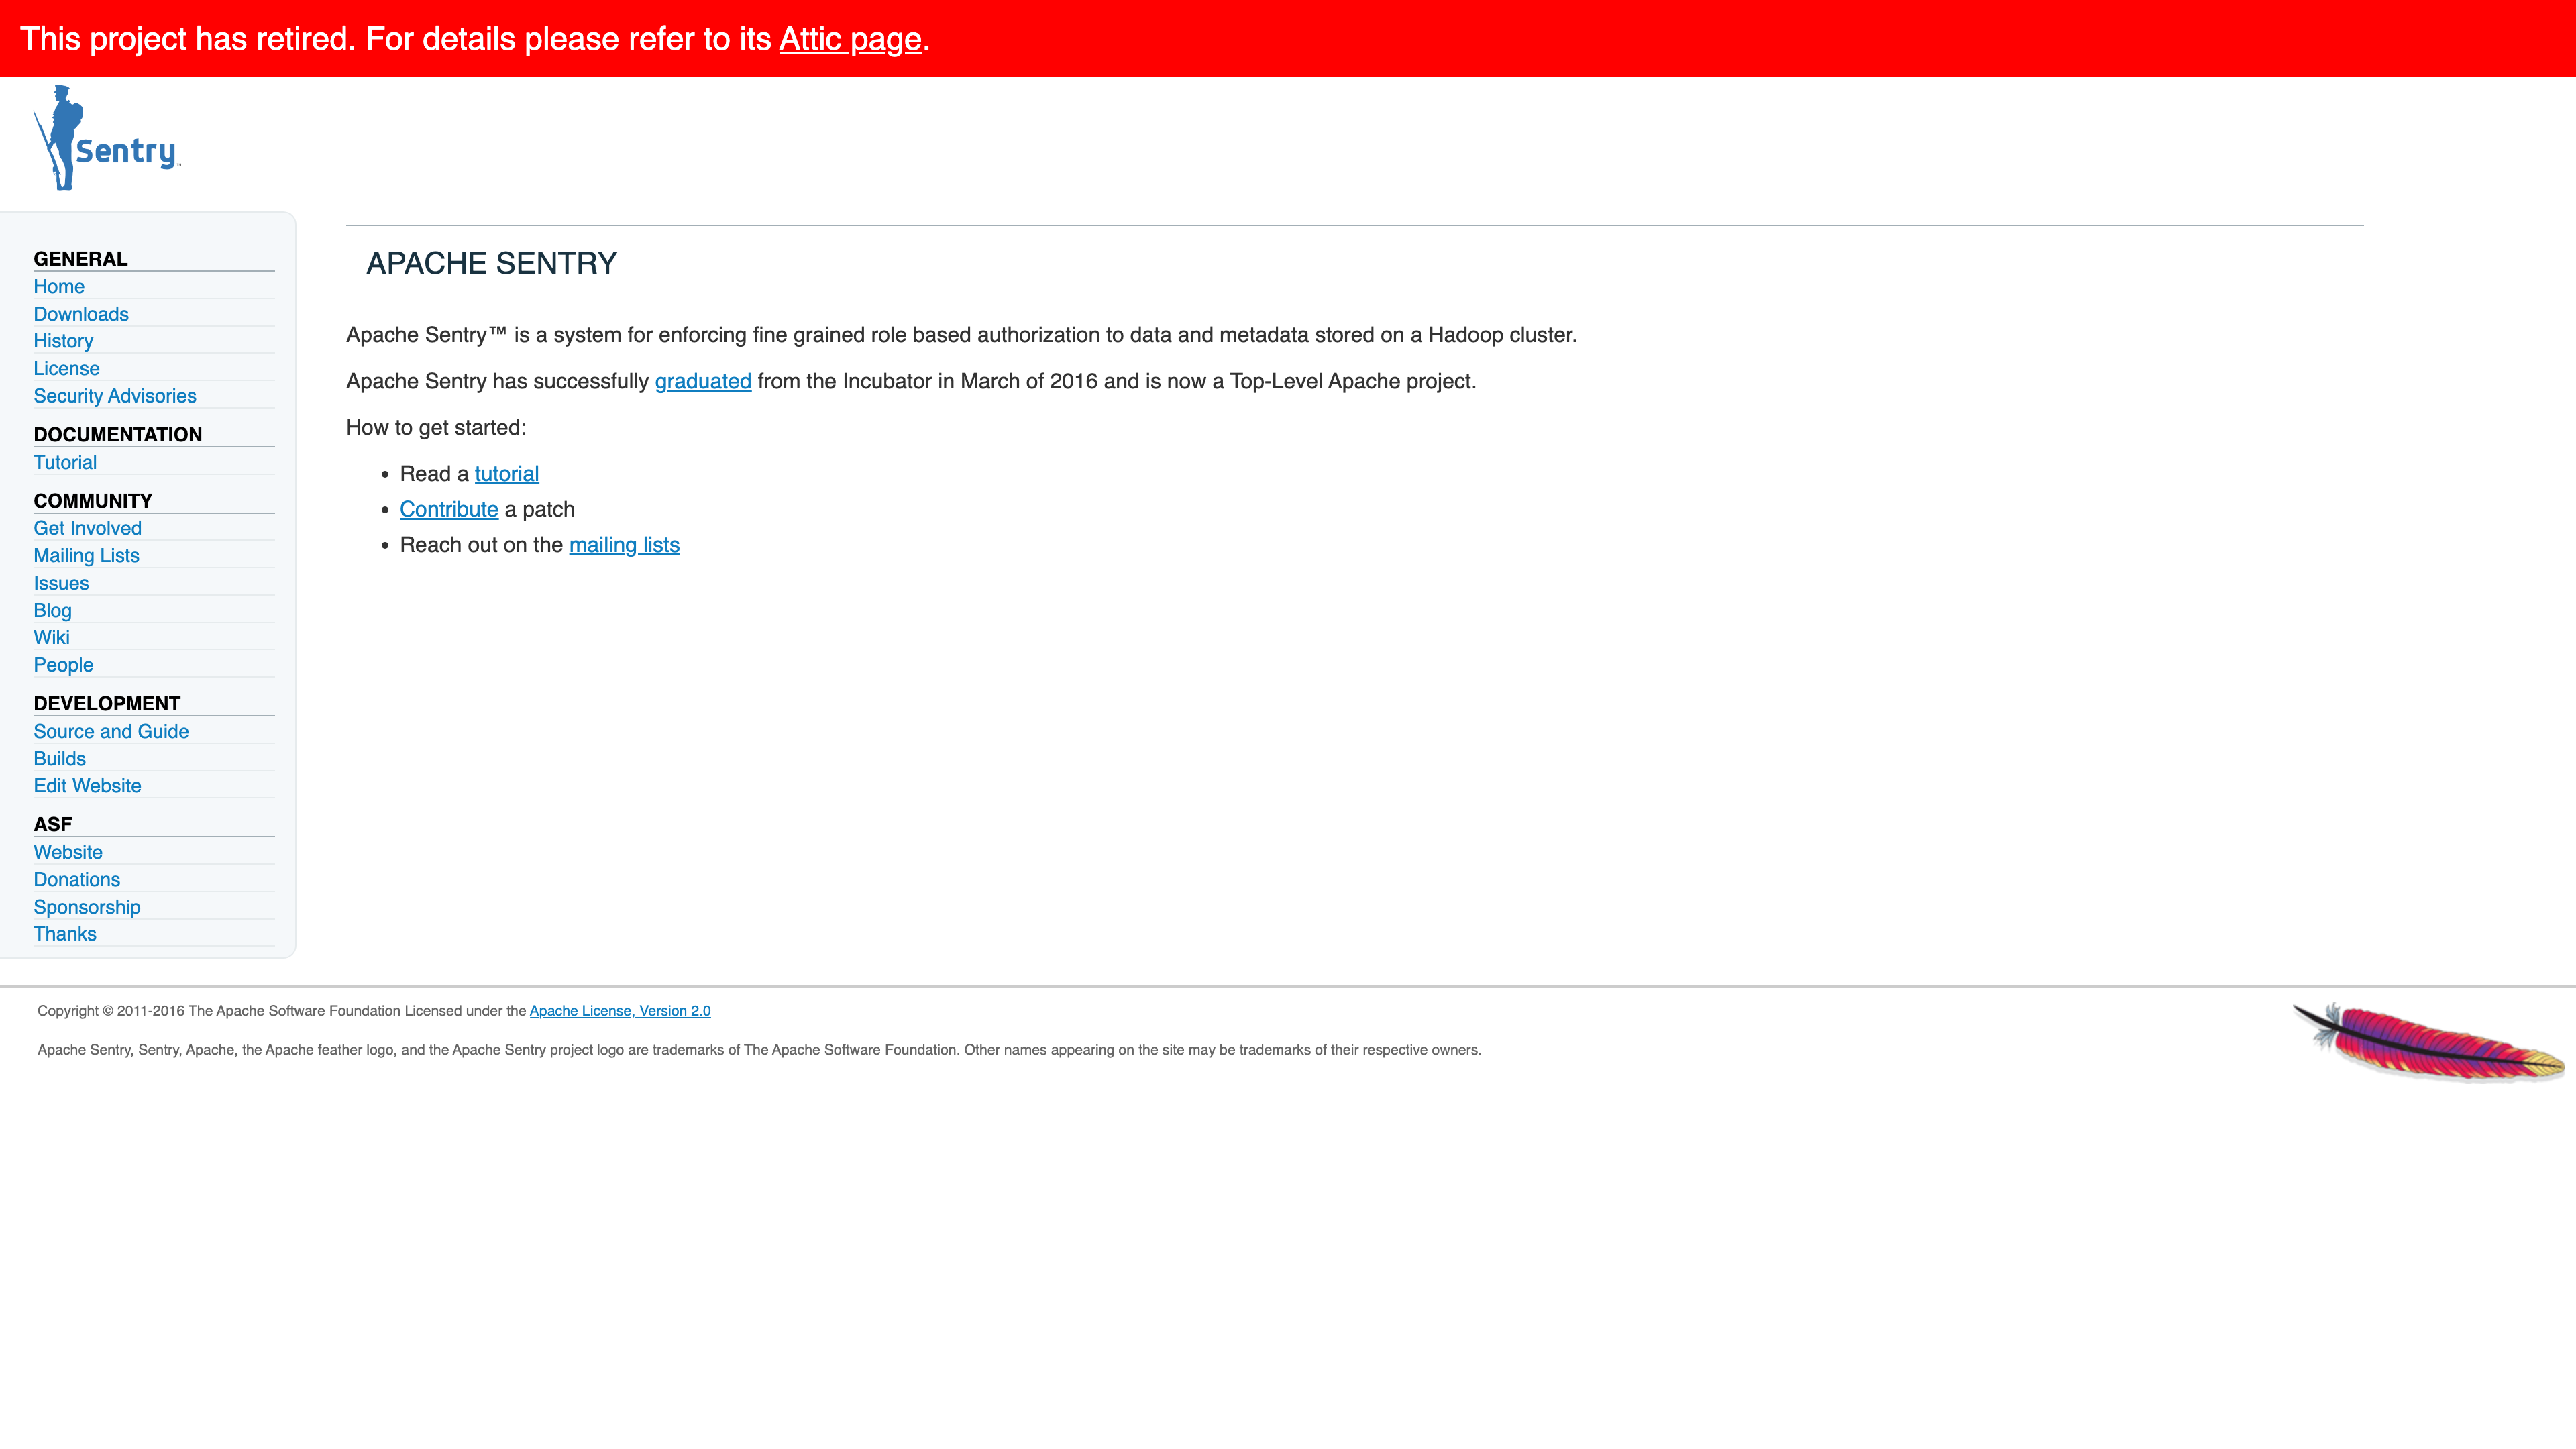 This project has retired. For details please refer to its Attic page.
Sentry™
GENERAL
Home
Downloads
History
License
Security Advisories
DOCUMENTATION
Tutorial
COMMUNITY
Get Involved
Mailing Lists
Issues
Blog
Wiki
People
DEVELOPMENT
Source and Guide
Builds
Edit Website
ASF
Website
Donations
Sponsorship
Thanks
APACHE SENTRY
Apache Sentry™ is a system for enforcing fine grained role based authorization to data and metadata stored on a Hadoop cluster.
Apache Sentry has successfully graduated from the Incubator in March of 2016 and is now a Top-Level Apache project.
How to get started:
• Read a tutorial
• Contribute a patch
• Reach out on the mailing lists
Copyright © 2011-2016 The Apache Software Foundation Licensed under the Apache License, Version 2.0
Apache Sentry, Sentry, Apache, the Apache feather logo, and the Apache Sentry project logo are trademarks of The Apache Software Foundation. Other names appearing on the site may be trademarks of their respective owners.